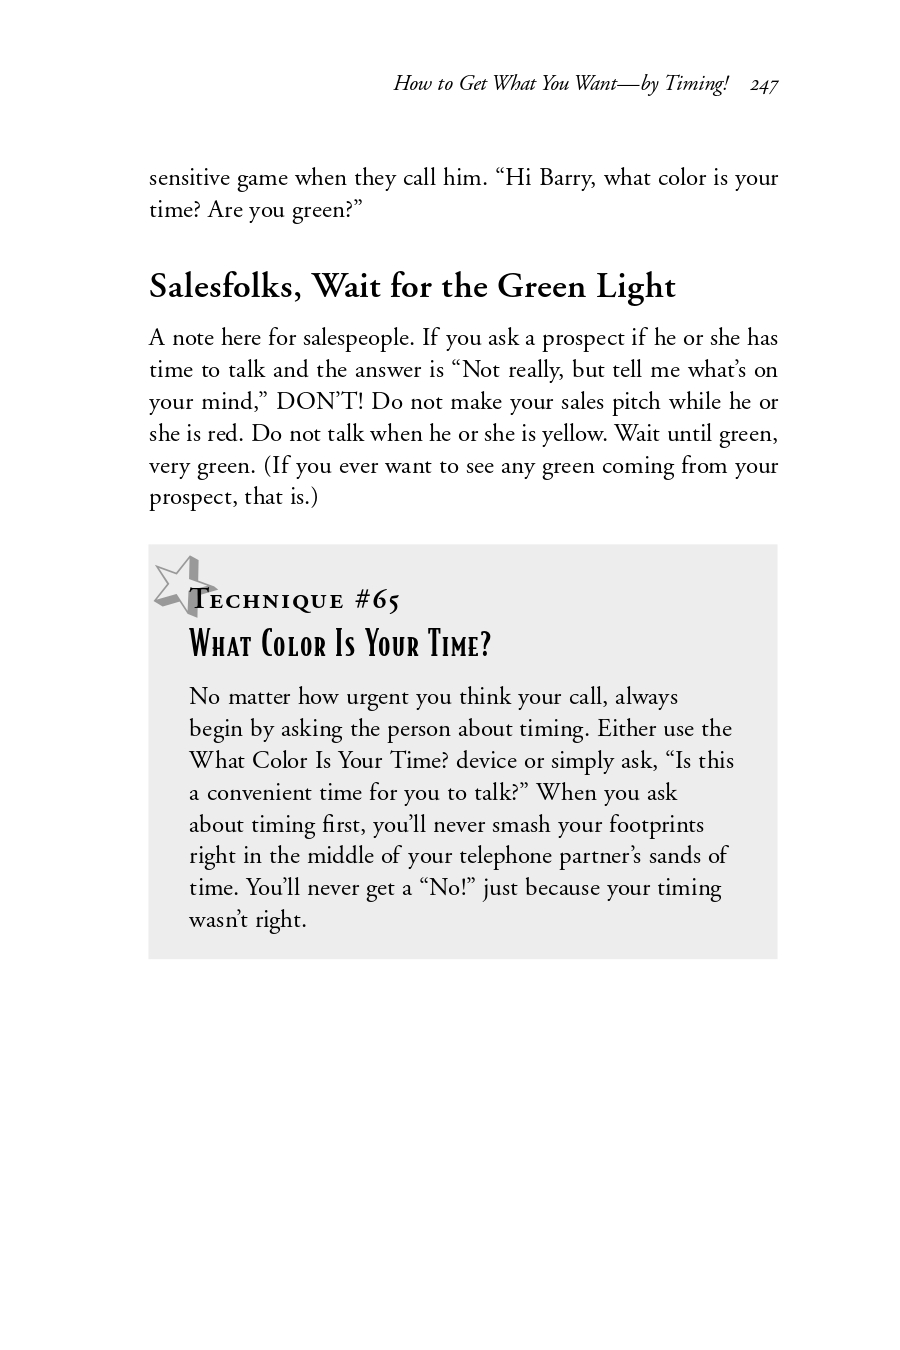 How to Get What You Want—by Timing! 247
sensitive game when they call him. “Hi Barry, what color is your
time? Are you green?”
Salesfolks, Wait for the Green Light
A note here for salespeople. If you ask a prospect if he or she has
time to talk and the answer is “Not really, but tell me what’s on
your mind,” DON’T! Do not make your sales pitch while he or
she is red. Do not talk when he or she is yellow. Wait until green,
very green. (If you ever want to see any green coming from your
prospect, that is.)
Technique #65
What Color Is Your Time?
No matter how urgent you think your call, always
begin by asking the person about timing. Either use the
What Color Is Your Time? device or simply ask, “Is this
a convenient time for you to talk?” When you ask
about timing first, you’ll never smash your footprints
right in the middle of your telephone partner’s sands of
time. You’ll never get a “No!” just because your timing
wasn’t right.